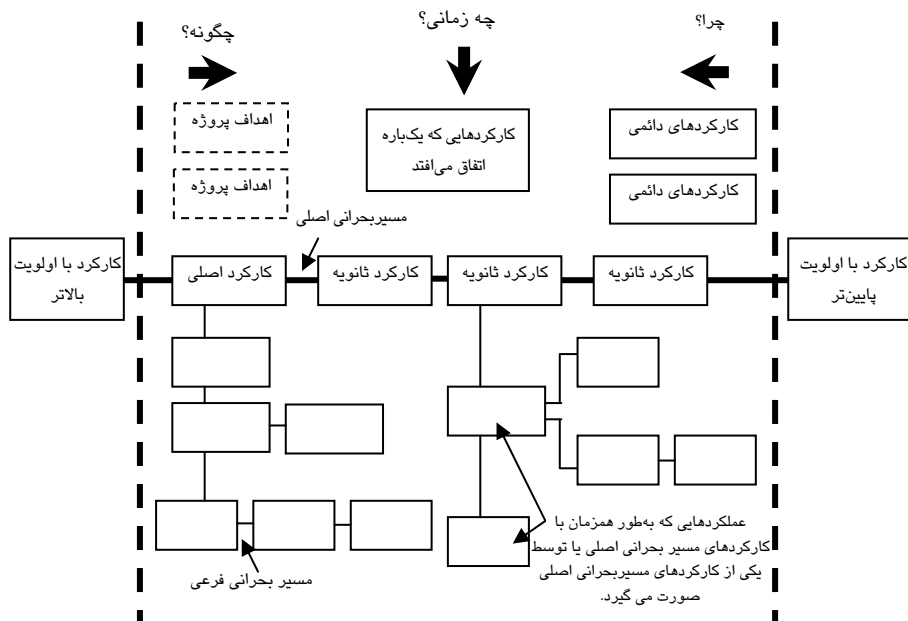 چرا؟
چه زمانی؟
چگونه؟
کارکردهای دائمی
کارکردهایی که یک‌باره
اتفاق می‌افتد
اهداف پروژه
کارکردهای دائمی
اهداف پروژه
مسیربحرانی اصلی
کارکرد با اولویت
پایین‌تر
کارکرد ثانویه
کارکرد ثانویه
کارکرد ثانویه
کارکرد اصلی
کارکرد با اولویت
بالاتر
عملکردهایی که به‌طور همزمان با
کارکردهای مسیر بحرانی اصلی یا توسط
یکی از کارکردهای مسیربحرانی اصلی
صورت می گیرد.
مسیر بحرانی فرعی